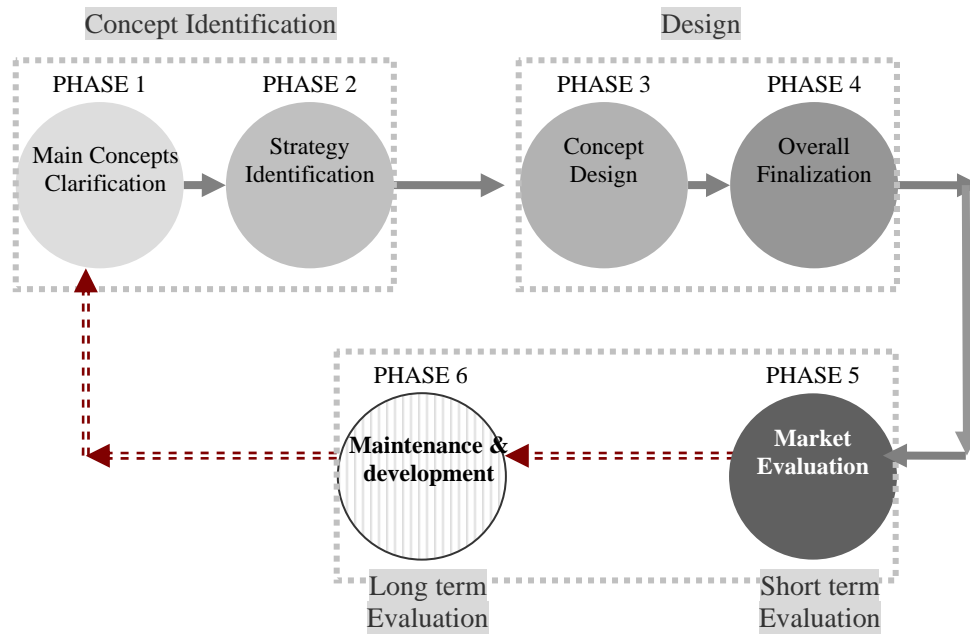 Concept Identification
Design
PHASE 1
PHASE 2
PHASE 3
PHASE 4
Main Concepts
Clarification
Strategy
Identification
Concept
Design
Overall
Finalization
PHASE 6
PHASE 5
Maintenance &
development
Market
Evaluation
Long term
Evaluation
Short term
Evaluation